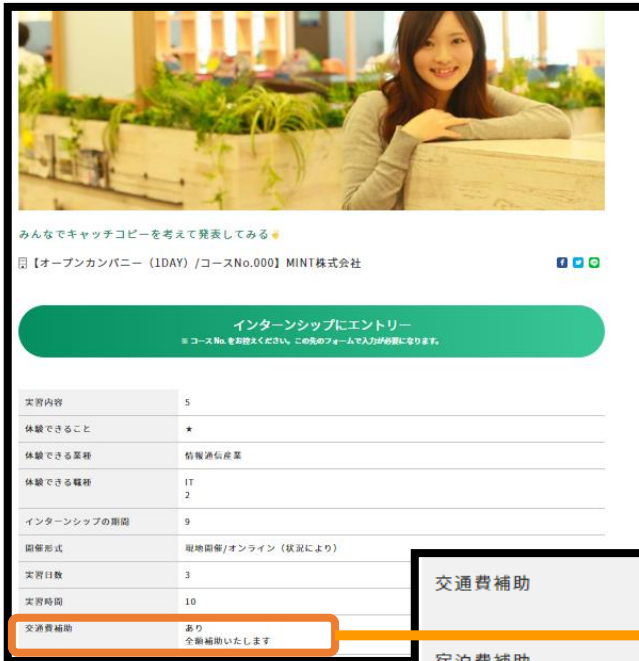 みんなでキャッチコピーを考えて発表してみる✌
【オープンカンパニー（1DAY）/コースNo.000】MINT株式会社
インターンシップにエントリー
※ コース No. をお控えください。この先のフォームで入力が必要になります。
実習内容 5
体験できること ★
体験できる業種 情報通信産業
体験できる職種 IT
2
インターンシップの期間 9
開催形式 現地開催/オンライン（状況により）
実習日数 3
実習時間 10
交通費補助 あり
全額補助いたします
交通費補助
宿泊費補助